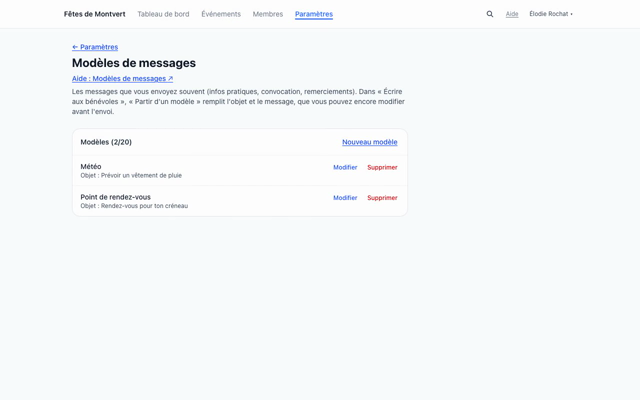 Fêtes de Montvert Tableau de bord Événements Membres Paramètres Aide Élodie Rochat
← Paramètres
Modèles de messages
Aide : Modèles de messages ↗
Les messages que vous envoyez souvent (infos pratiques, convocation, remerciements). Dans « Écrire
aux bénévoles », « Partir d'un modèle » remplit l'objet et le message, que vous pouvez encore modifier
avant l'envoi.
Modèles (2/20) Nouveau modèle
Météo Modifier Supprimer
Objet : Prévoir un vêtement de pluie
Point de rendez-vous Modifier Supprimer
Objet : Rendez-vous pour ton créneau